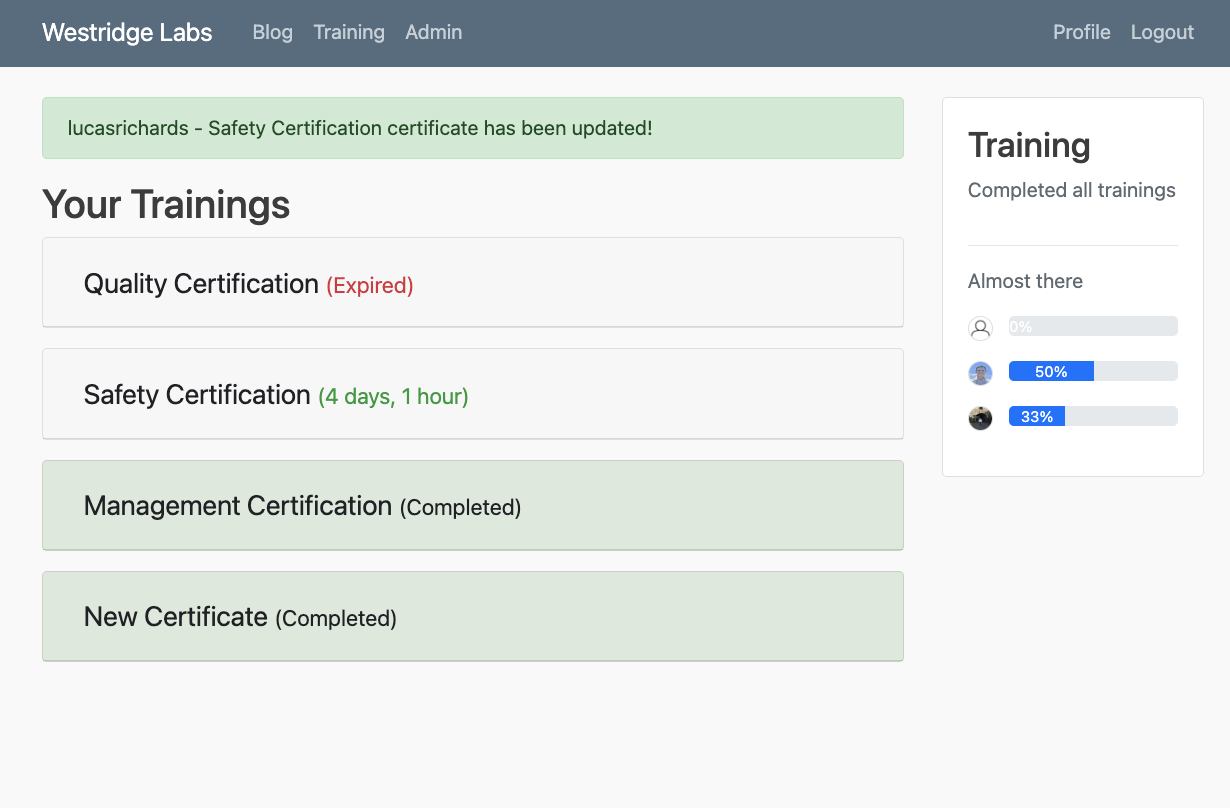 Westridge Labs Blog Training Admin Profile Logout
lucasrichards - Safety Certification certificate has been updated!
Your Trainings
Quality Certification (Expired)
Safety Certification (4 days, 1 hour)
Management Certification (Completed)
New Certificate (Completed)
Training
Completed all trainings
Almost there
0%
50%
33%